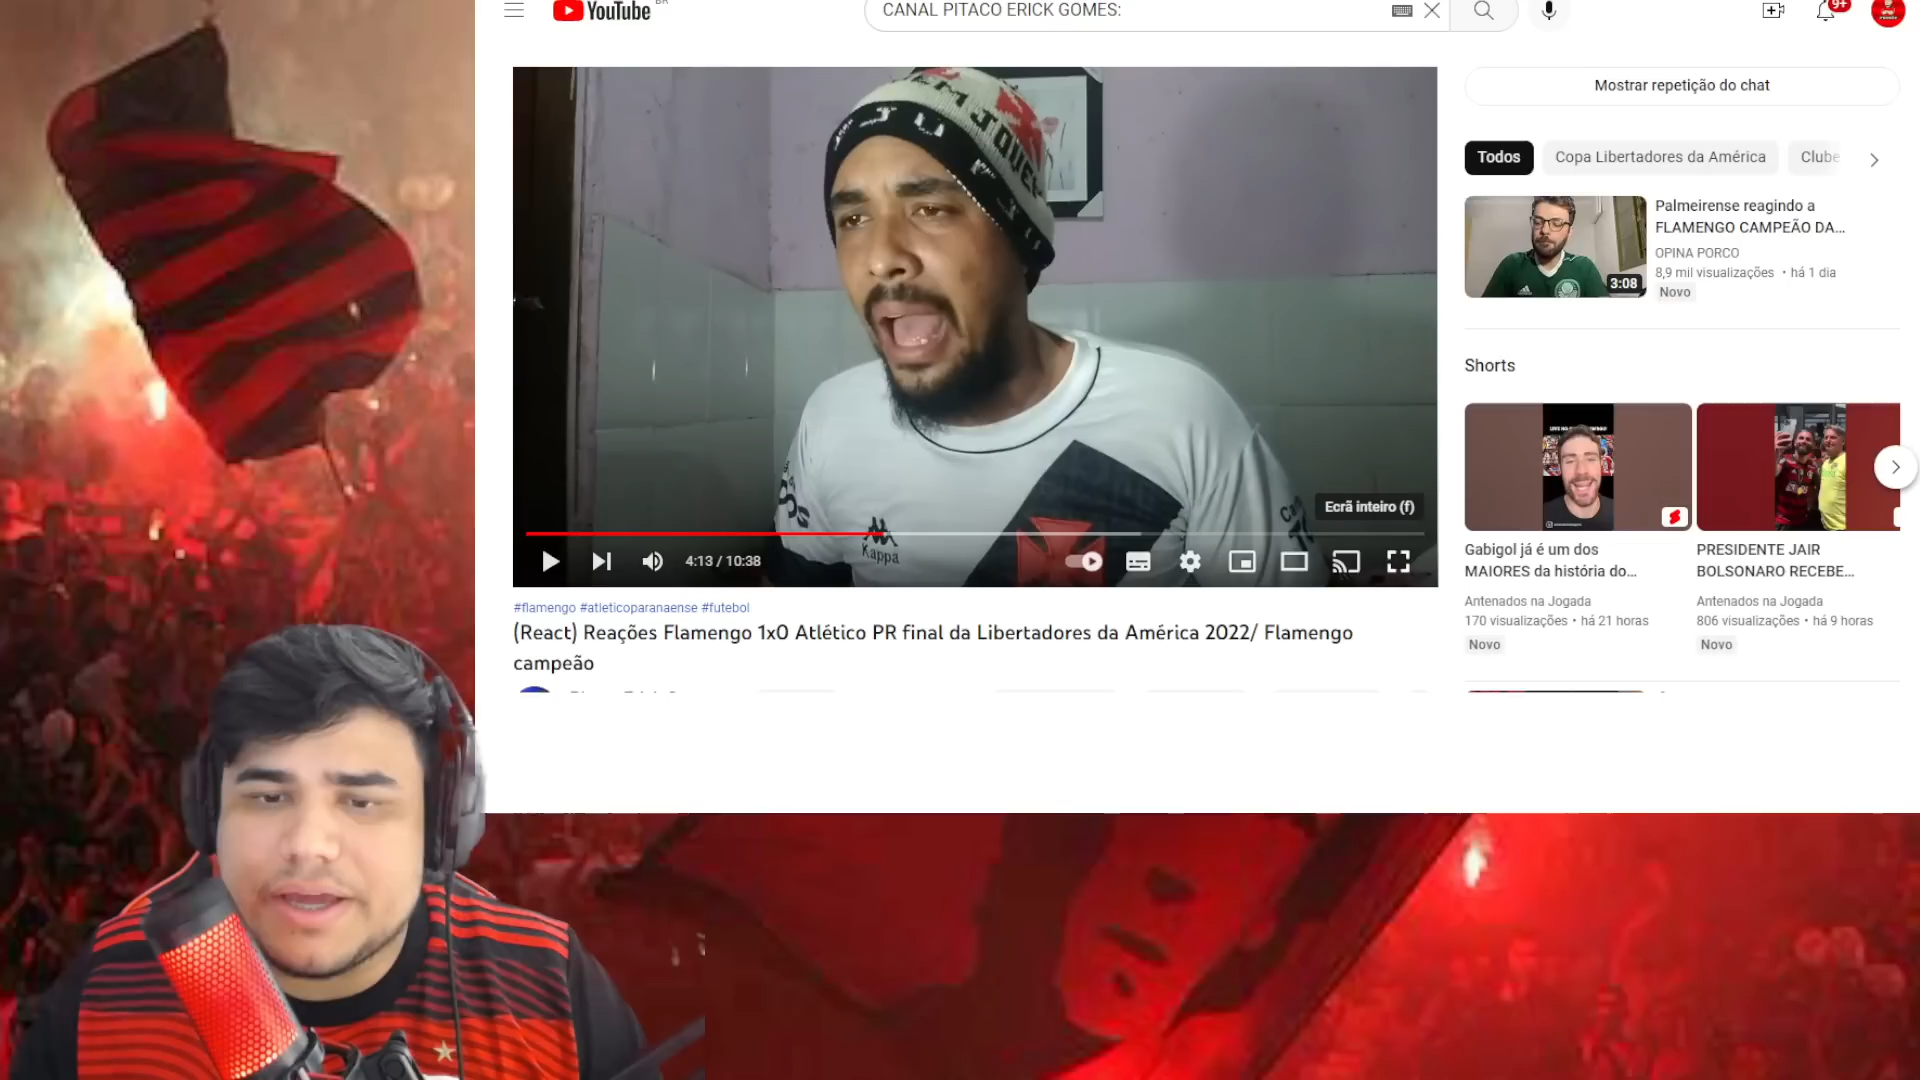 YouTube BR
CANAL PITACO ERICK GOMES:
9+
Mostrar repetição do chat
Todos
Copa Libertadores da América
Clube
Palmeirense reagindo a
FLAMENGO CAMPEÃO DA...
OPINA PORCO
8,9 mil visualizações • há 1 dia
Novo
3:08
Shorts
Gabigol já é um dos
MAIORES da história do...
Antenados na Jogada
170 visualizações • há 21 horas
Novo
PRESIDENTE JAIR
BOLSONARO RECEBE...
Antenados na Jogada
806 visualizações • há 9 horas
Novo
Kappa
Ecrã inteiro (f)
4:13 / 10:38
#flamengo #atleticoparanaense #futebol
(React) Reações Flamengo 1x0 Atlético PR final da Libertadores da América 2022/ Flamengo
campeão